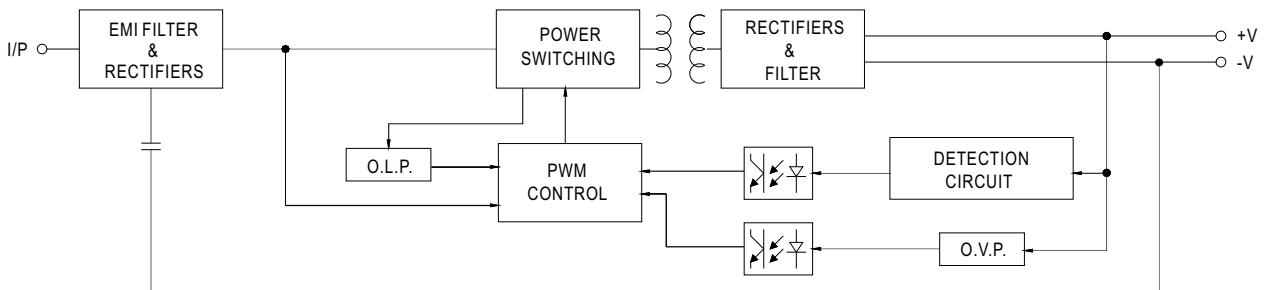 I/P
EMI FILTER
&
RECTIFIERS
POWER
SWITCHING
RECTIFIERS
&
FILTER
+V
-V
O.L.P.
PWM
CONTROL
DETECTION
CIRCUIT
O.V.P.